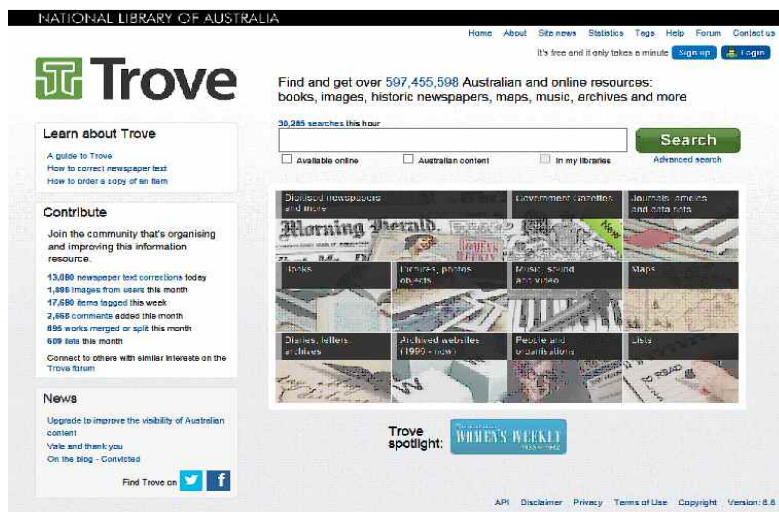 NATIONAL LIBRARY OF AUSTRALIA
Home About Site news Statistics Tags Help Forum Contact us
It's free and it only takes a minute Sign up Login
Trove
Find and get over 597,455,598 Australian and online resources:
books, images, historic newspapers, maps, music, archives and more
30,285 searches this hour
Search
Available online Australian content In my libraries Advanced search
Learn about Trove
A guide to Trove
How to correct newspaper text
How to order a copy of an item
Contribute
Join the community that's organising
and improving this information
resource.
13,080 newspaper text corrections today
1,895 images from users this month
17,680 items tagged this week
2,668 comments added this month
895 works merged or split this month
609 lists this month
Connect to others with similar interests on the
Trove forum
News
Upgrade to improve the visibility of Australian
content
Vale and thank you
On the blog - Convicted
Find Trove on
Digitised newspapers
and more
Government Gazettes
Journals, articles
and data sets
Morning Herald.
WOMEN'S
WEEKLY
New
Books
Pictures, photos
objects
Music, sound
and video
Maps
Diaries, letters,
archives
Archived websites
(1996 - now)
People and
organisations
Lists
TO READ
Trove
spotlight:
WOMEN'S WEEKLY
API Disclaimer Privacy Terms of Use Copyright Version: 6.8